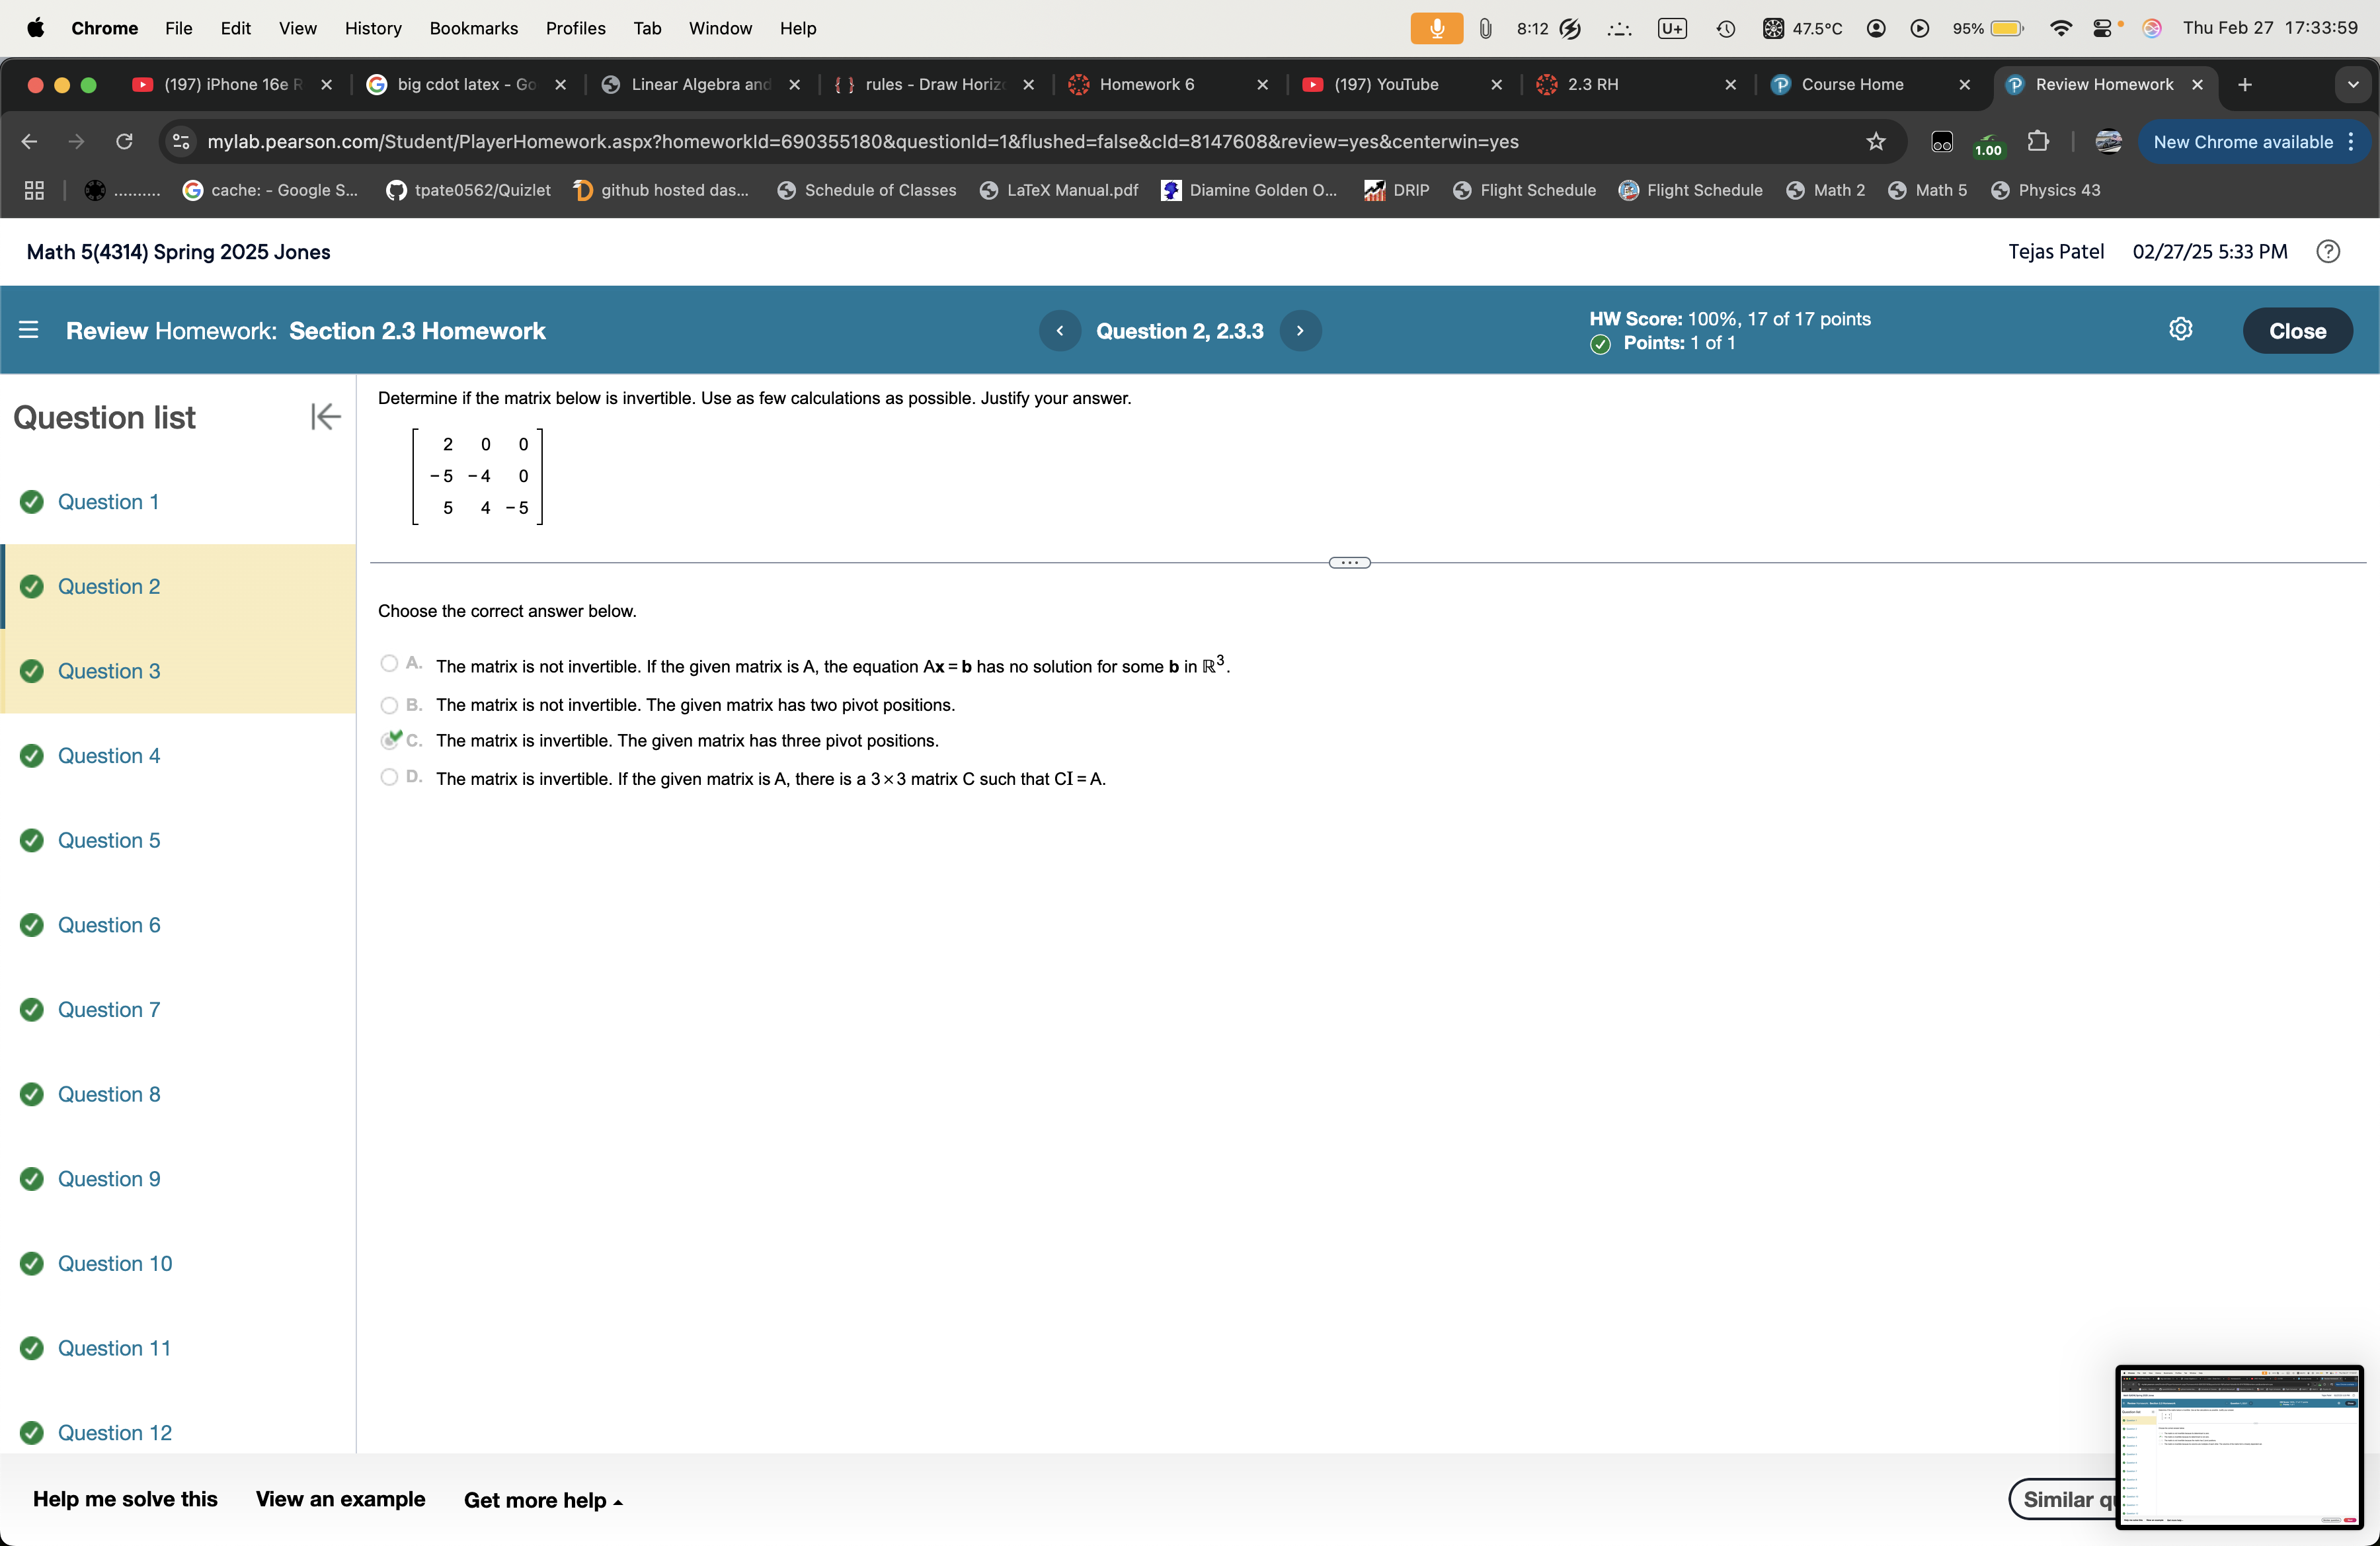 Chrome File Edit View History Bookmarks Profiles Tab Window Help 8:12 U+ 47.5°C 95% Thu Feb 27 17:33:59
(197) iPhone 16e R big cdot latex - Go Linear Algebra and rules - Draw Horizo Homework 6 (197) YouTube 2.3 RH Course Home Review Homework
mylab.pearson.com/Student/PlayerHomework.aspx?homeworkId=690355180&questionId=1&flushed=false&cId=8147608&review=yes&centerwin=yes 1.00 New Chrome available
.......... cache: - Google S... tpate0562/Quizlet github hosted das... Schedule of Classes LaTeX Manual.pdf Diamine Golden O... DRIP Flight Schedule Flight Schedule Math 2 Math 5 Physics 43
Math 5(4314) Spring 2025 Jones Tejas Patel 02/27/25 5:33 PM ?
Review Homework: Section 2.3 Homework Question 2, 2.3.3 HW Score: 100%, 17 of 17 points Close
Points: 1 of 1
Question list
Question 1
Question 2
Question 3
Question 4
Question 5
Question 6
Question 7
Question 8
Question 9
Question 10
Question 11
Question 12
Determine if the matrix below is invertible. Use as few calculations as possible. Justify your answer.
2 0 0
-5 -4 0
5 4 -5
Choose the correct answer below.
A. The matrix is not invertible. If the given matrix is A, the equation Ax = b has no solution for some b in ℝ³.
B. The matrix is not invertible. The given matrix has two pivot positions.
C. The matrix is invertible. The given matrix has three pivot positions.
D. The matrix is invertible. If the given matrix is A, there is a 3×3 matrix C such that CI = A.
Help me solve this View an example Get more help Similar